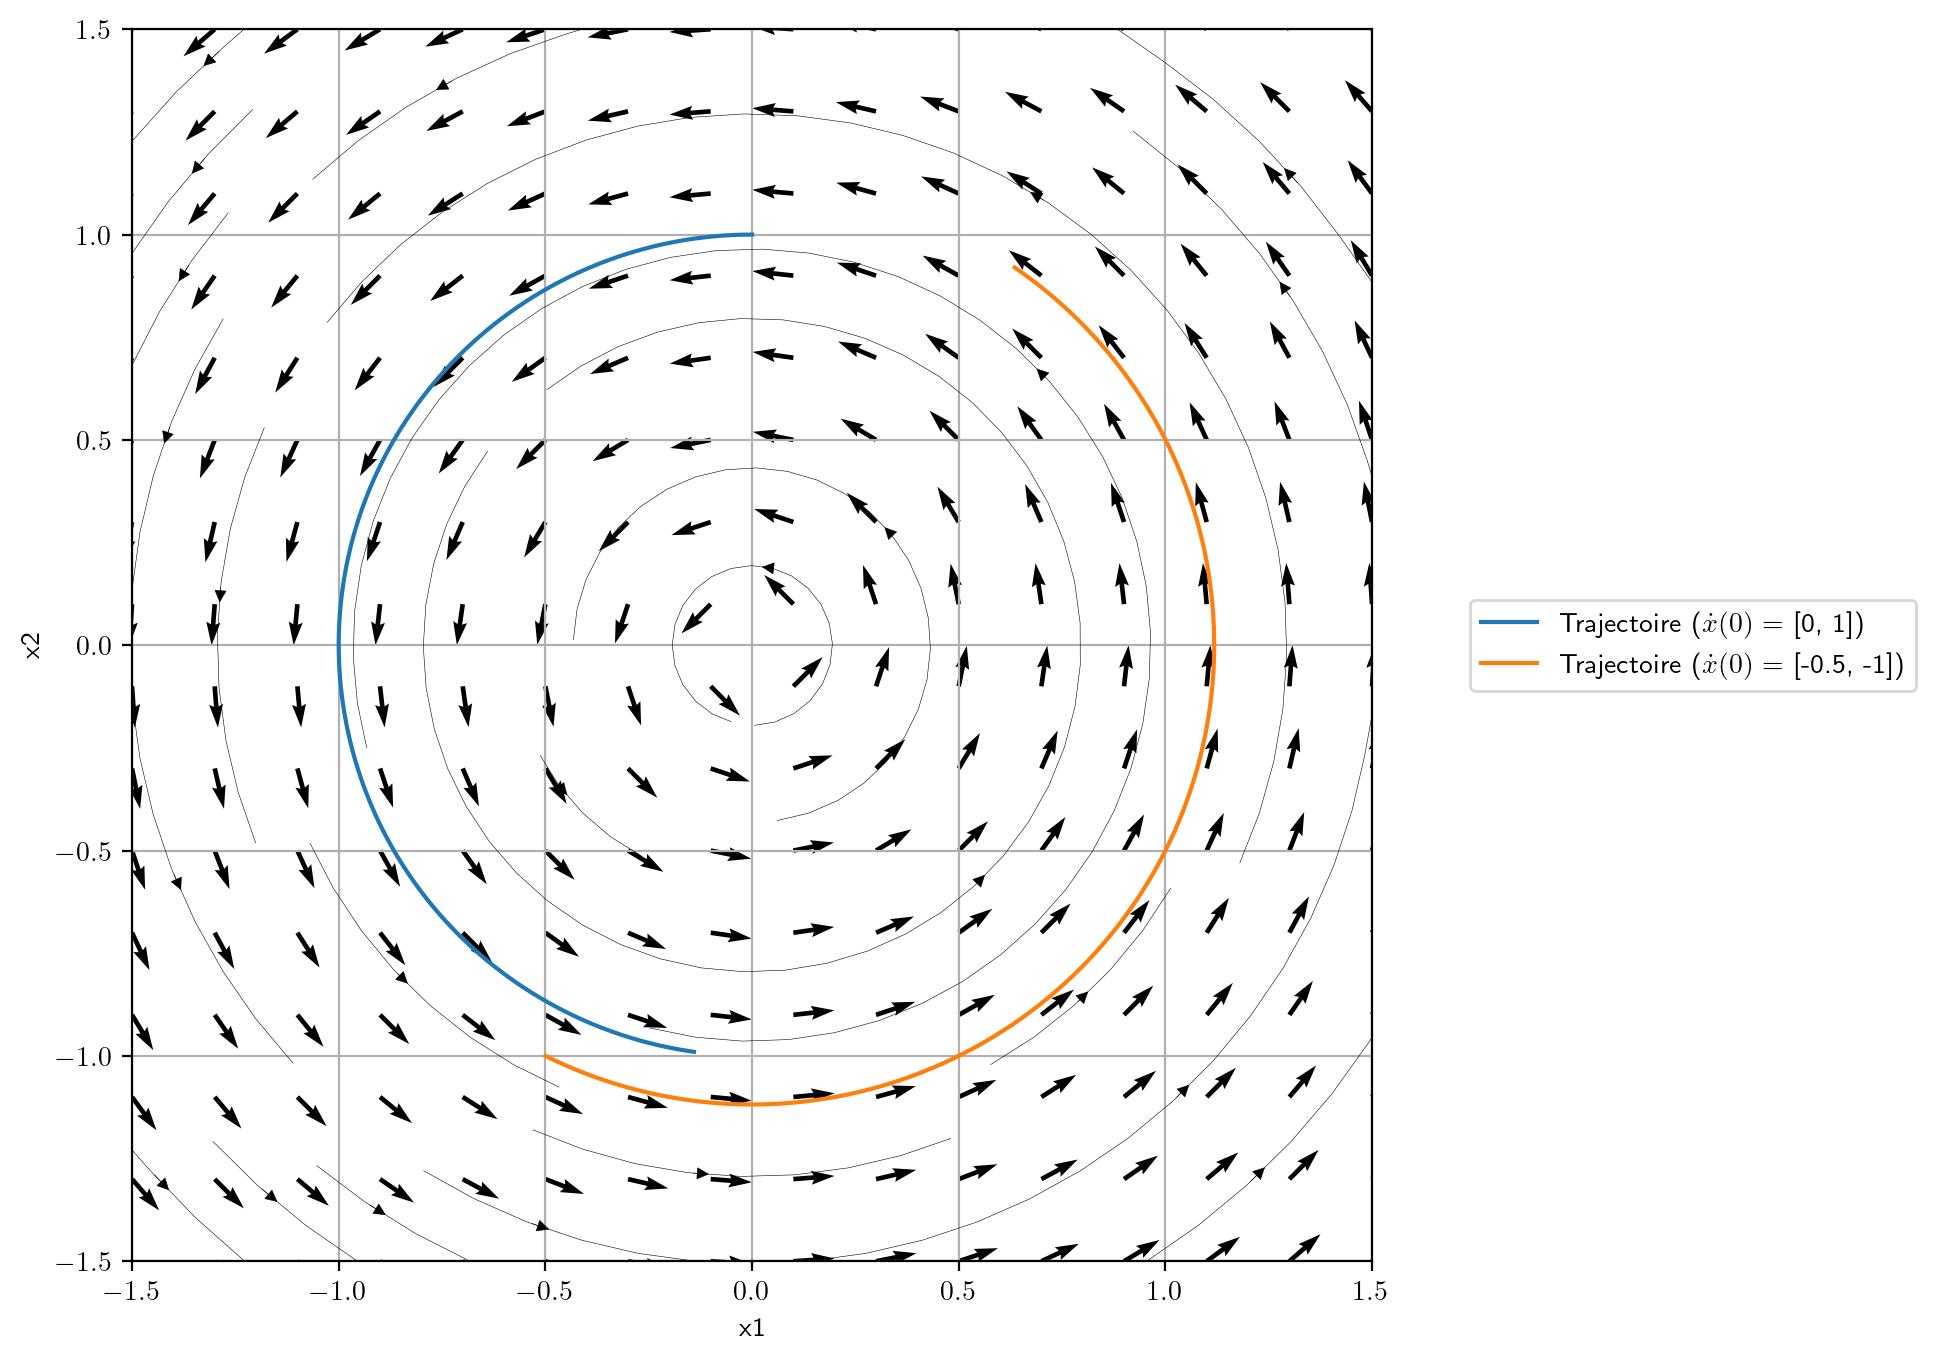 1.5
1.0
0.5
0.0
−0.5
−1.0
−1.5
x2
−1.5 −1.0 −0.5 0.0 0.5 1.0 1.5
x1
Trajectoire (ẋ(0) = [0, 1])
Trajectoire (ẋ(0) = [-0.5, -1])